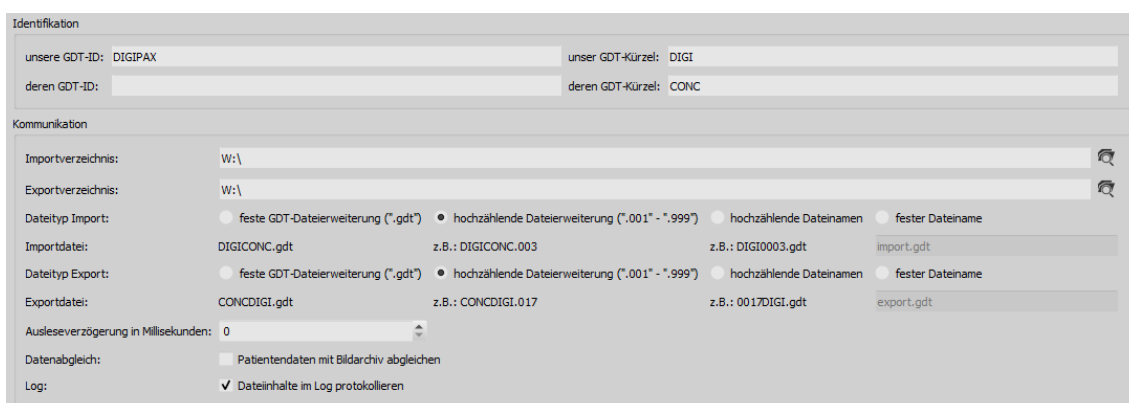 Identifikation
unsere GDT-ID: DIGIPAX unser GDT-Kürzel: DIGI
deren GDT-ID: deren GDT-Kürzel: CONC
Kommunikation
Importverzeichnis: W:\
Exportverzeichnis: W:\
Dateityp Import: feste GDT-Dateierweiterung (".gdt") hochzählende Dateierweiterung (".001" - ".999") hochzählende Dateinamen fester Dateiname
Importdatei: DIGICONC.gdt z.B.: DIGICONC.003 z.B.: DIGI0003.gdt import.gdt
Dateityp Export: feste GDT-Dateierweiterung (".gdt") hochzählende Dateierweiterung (".001" - ".999") hochzählende Dateinamen fester Dateiname
Exportdatei: CONCDIGI.gdt z.B.: CONCDIGI.017 z.B.: 0017DIGI.gdt export.gdt
Ausleseverzögerung in Millisekunden: 0
Datenabgleich: Patientendaten mit Bildarchiv abgleichen
Log: Dateiinhalte im Log protokollieren